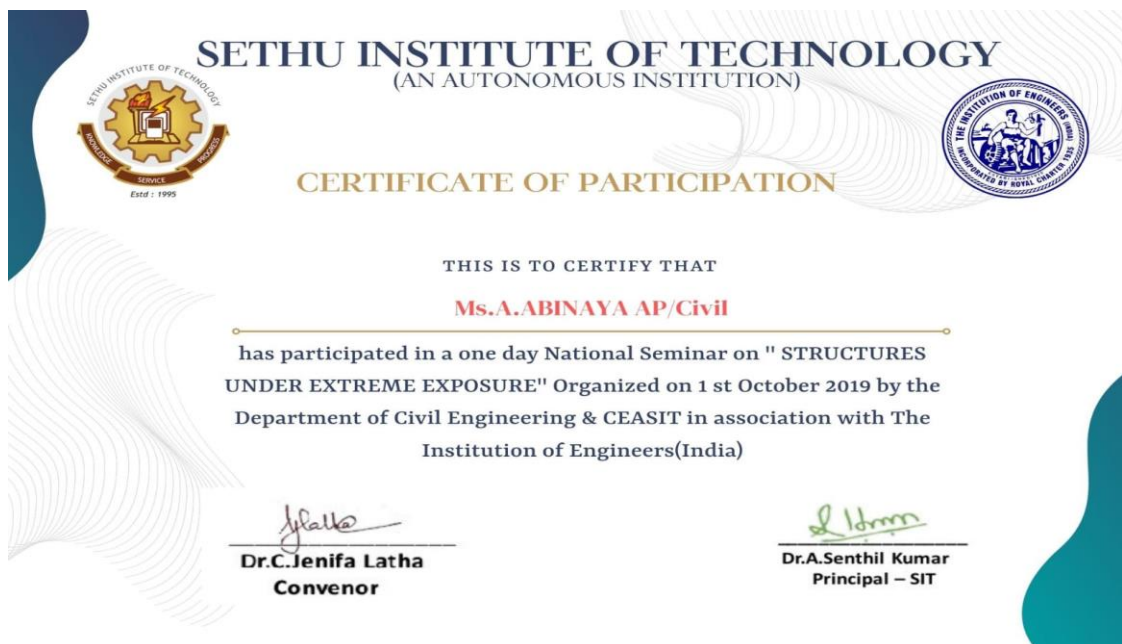 SETHU INSTITUTE OF TECHNOLOGY
(AN AUTONOMOUS INSTITUTION)
SETHU INSTITUTE OF TECHNOLOGY
KNOWLEDGE
SERVICE
PROGRESS
Estd : 1995
THE INSTITUTION OF ENGINEERS (INDIA)
INCORPORATED BY ROYAL CHARTER 1935
CERTIFICATE OF PARTICIPATION
THIS IS TO CERTIFY THAT
Ms.A.ABINAYA AP/Civil
has participated in a one day National Seminar on " STRUCTURES
UNDER EXTREME EXPOSURE" Organized on 1 st October 2019 by the
Department of Civil Engineering & CEASIT in association with The
Institution of Engineers(India)
Dr.C.Jenifa Latha
Convenor
Dr.A.Senthil Kumar
Principal – SIT